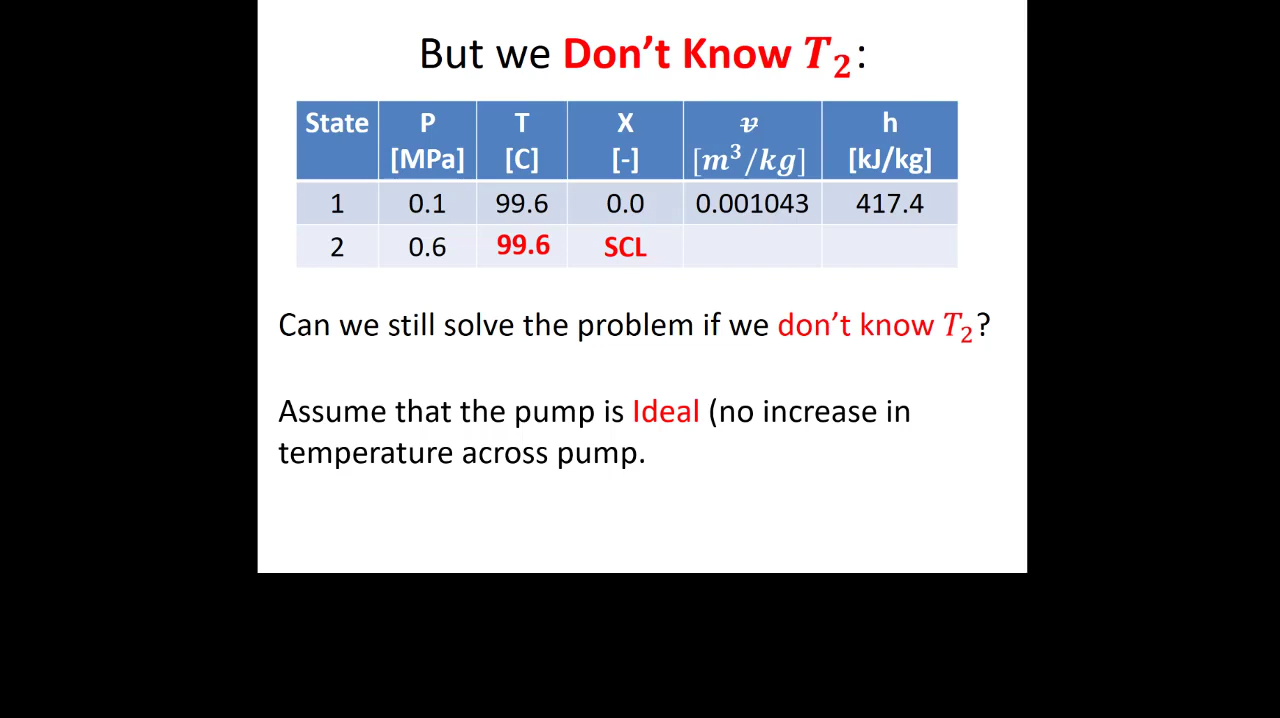 But we Don't Know T₂:
State P T X v h
[MPa] [C] [-] [m³/kg] [kJ/kg]
1 0.1 99.6 0.0 0.001043 417.4
2 0.6 99.6 SCL
Can we still solve the problem if we don't know T₂?
Assume that the pump is Ideal (no increase in
temperature across pump.